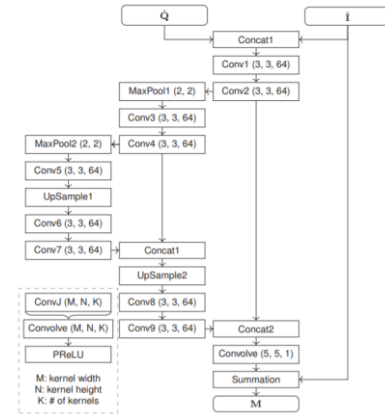 Q̂ Î
Concat1
Conv1 (3, 3, 64)
MaxPool1 (2, 2) Conv2 (3, 3, 64)
Conv3 (3, 3, 64)
MaxPool2 (2, 2) Conv4 (3, 3, 64)
Conv5 (3, 3, 64)
UpSample1
Conv6 (3, 3, 64)
Conv7 (3, 3, 64) Concat1
UpSample2
ConvJ (M, N, K) Conv8 (3, 3, 64)
Convolve (M, N, K) Conv9 (3, 3, 64) Concat2
PReLU Convolve (5, 5, 1)
M: kernel width Summation
N: kernel height
K: # of kernels M